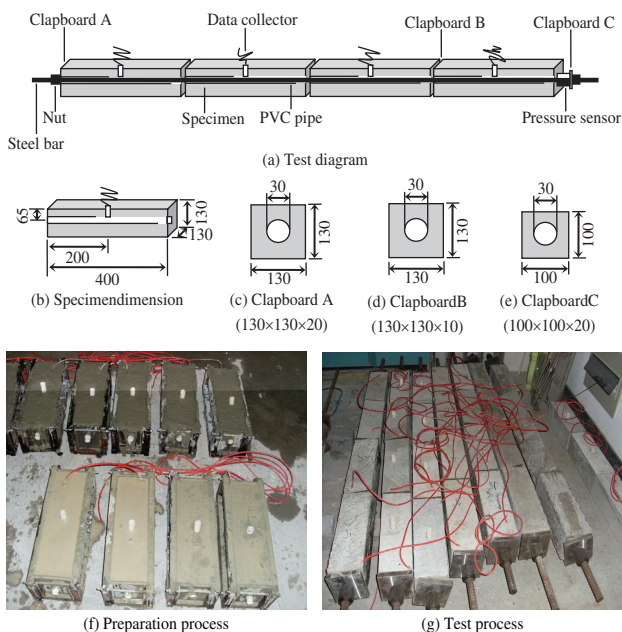 Clapboard A
Data collector
Clapboard B
Clapboard C
Nut
Steel bar
Specimen
PVC pipe
Pressure sensor
(a) Test diagram
65
200
400
130
130
(b) Specimendimension
30
130
130
(c) Clapboard A
(130×130×20)
30
130
130
(d) ClapboardB
(130×130×10)
30
100
100
(e) ClapboardC
(100×100×20)
(f) Preparation process
(g) Test process